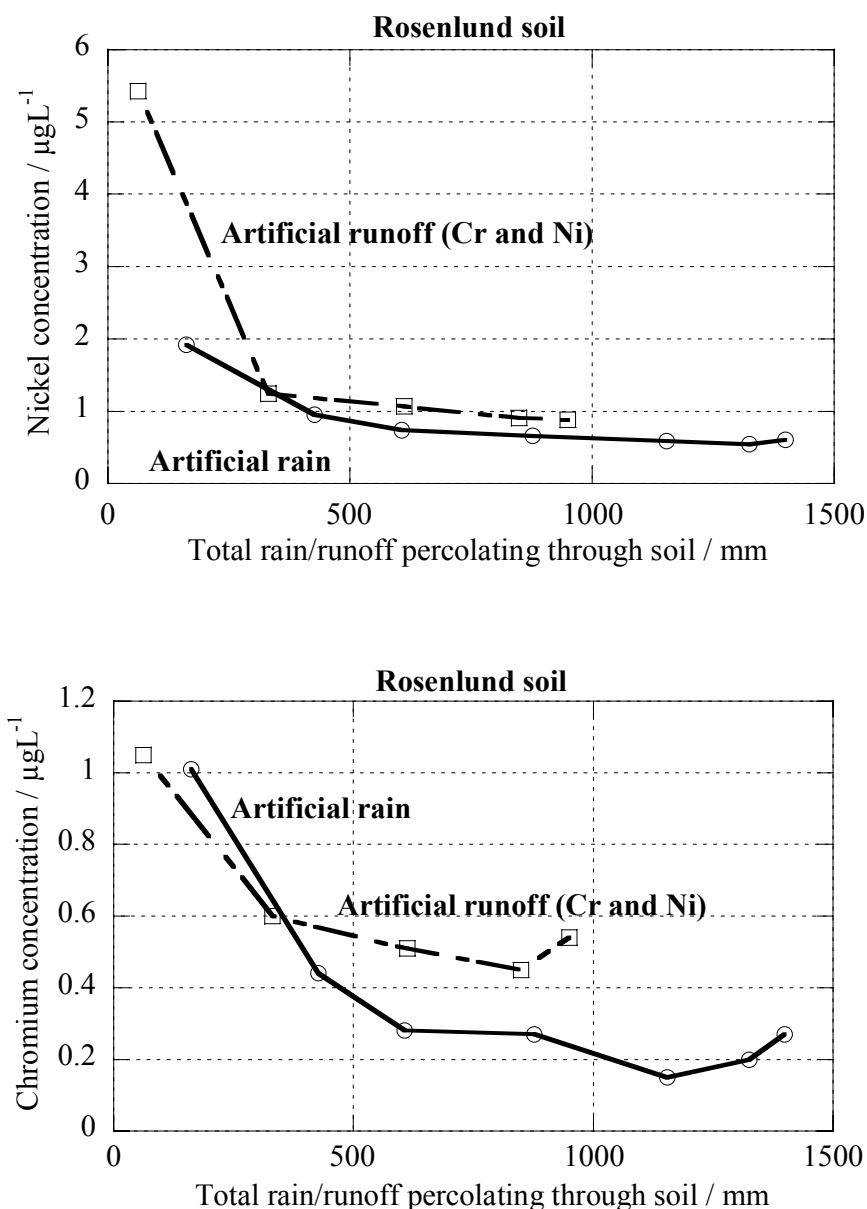 Rosenlund soil
6
5
4
3
2
1
0
Nickel concentration / µgL⁻¹
Artificial runoff (Cr and Ni)
Artificial rain
0 500 1000 1500
Total rain/runoff percolating through soil / mm
Rosenlund soil
1.2
1
0.8
0.6
0.4
0.2
0
Chromium concentration / µgL⁻¹
Artificial rain
Artificial runoff (Cr and Ni)
0 500 1000 1500
Total rain/runoff percolating through soil / mm